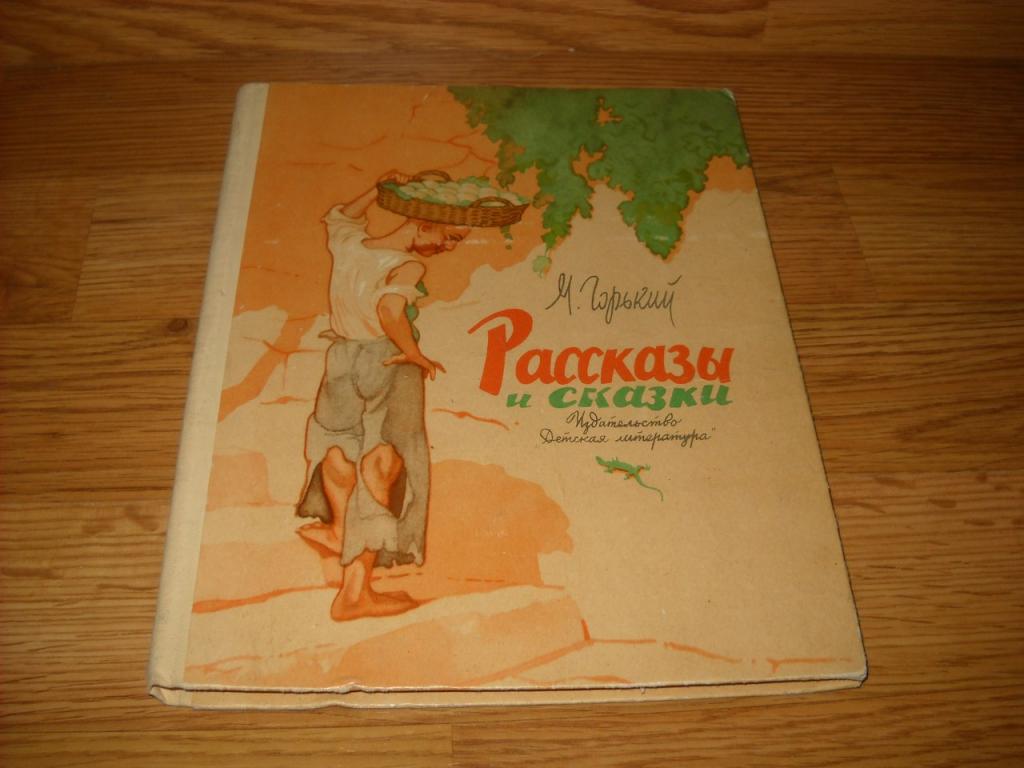 М. Горький
Рассказы
и сказки
Издательство
„Детская литература"